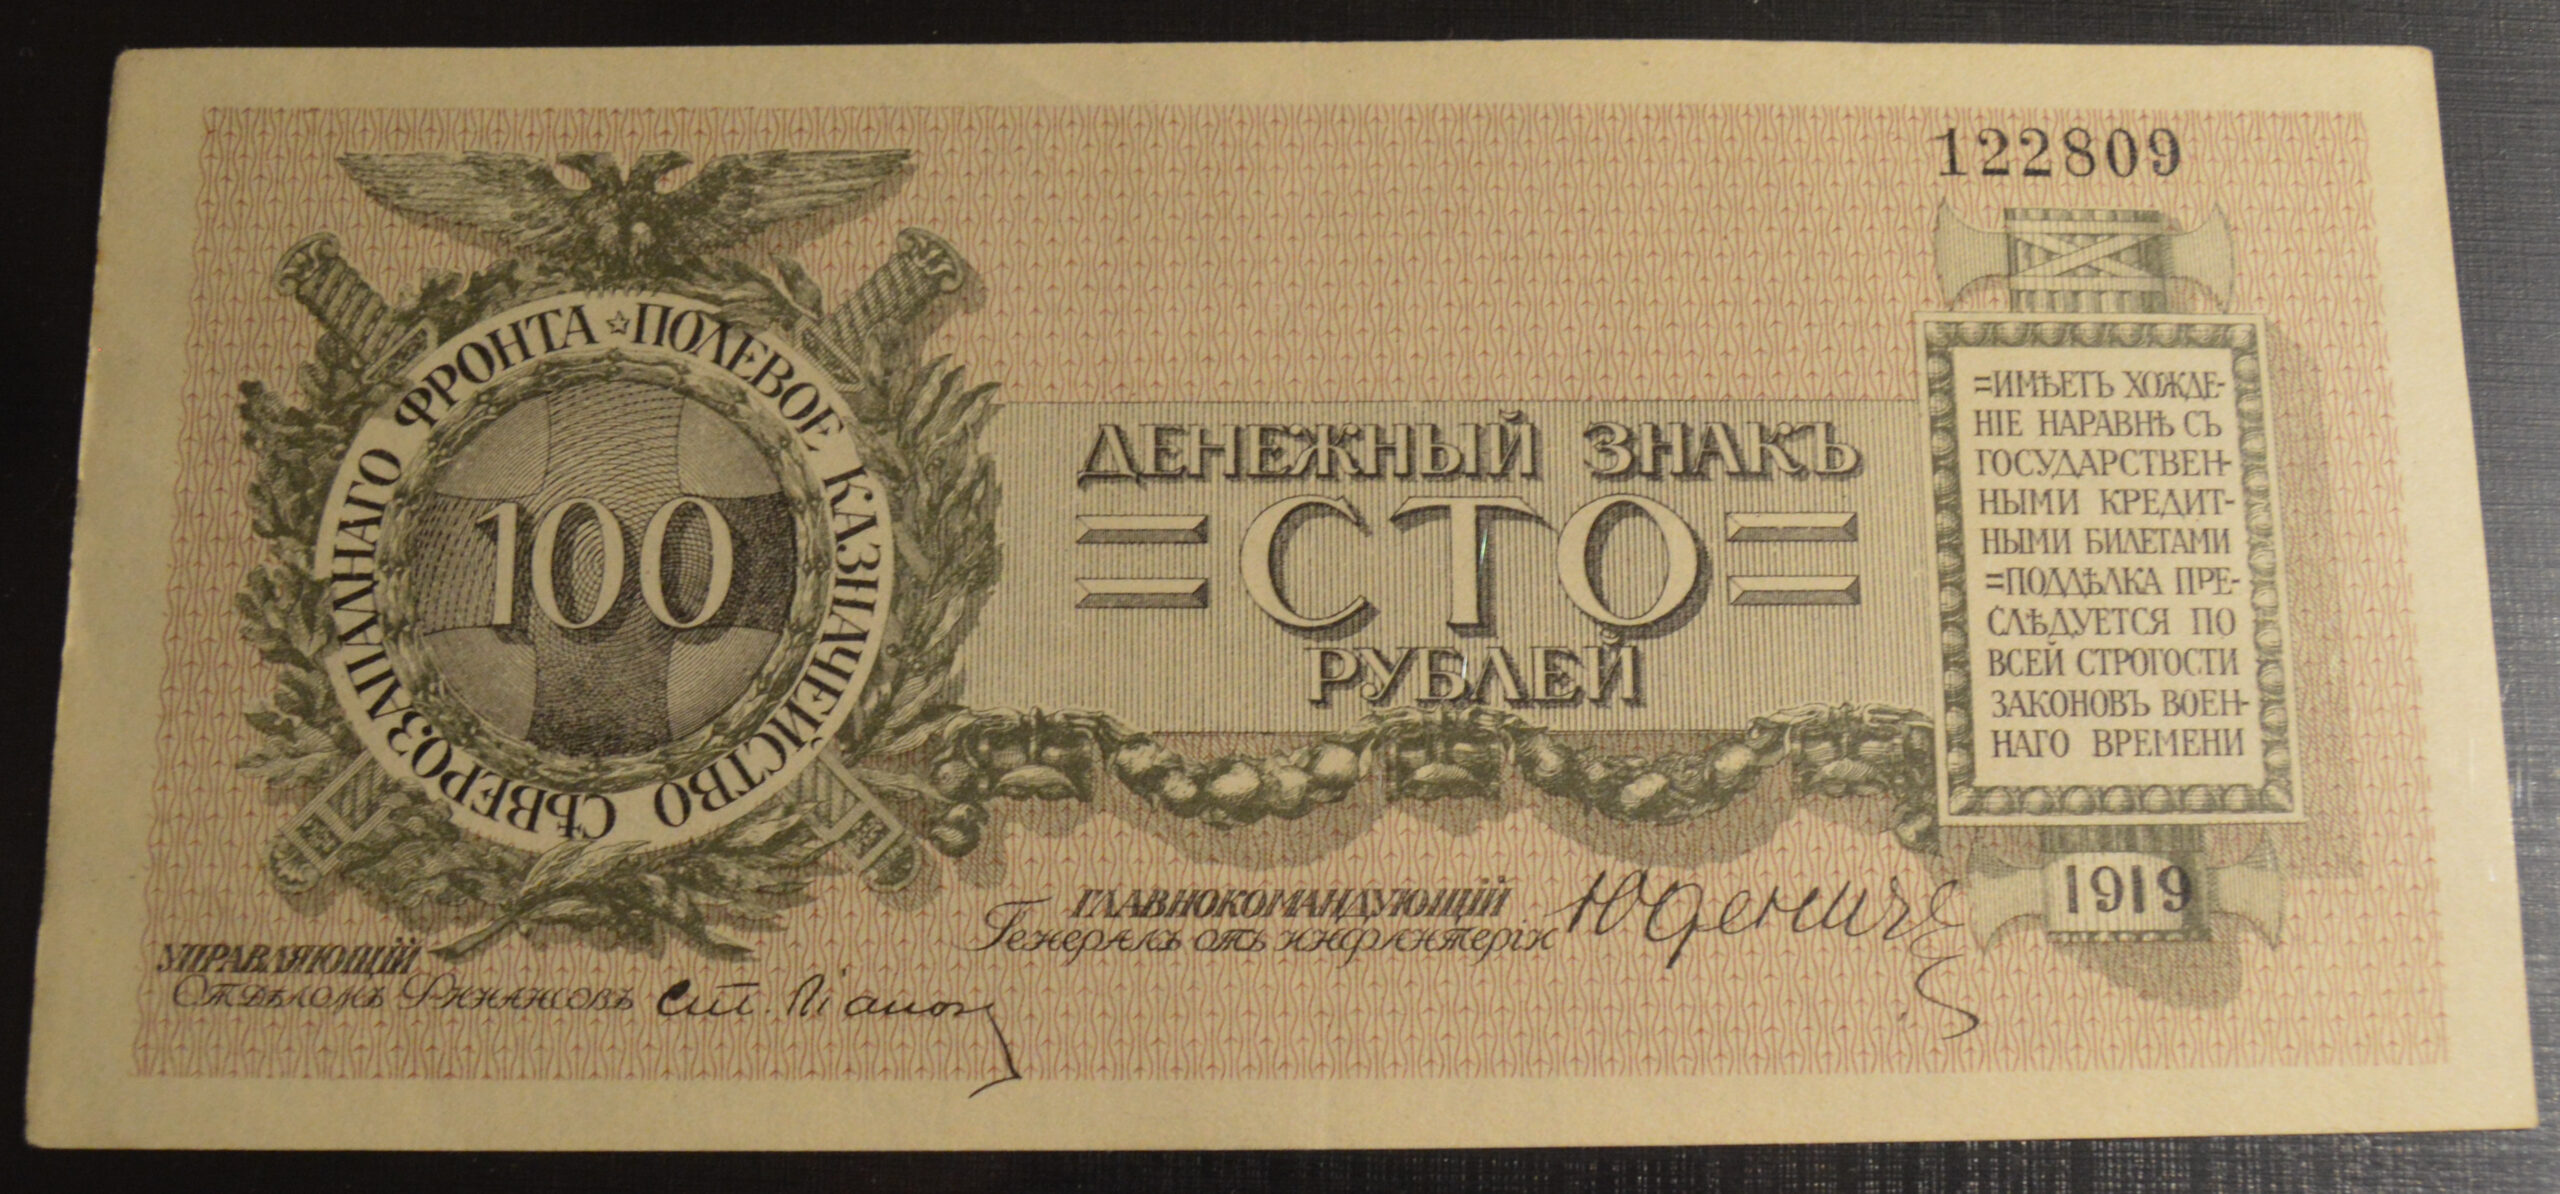 122809
ПОЛЕВОЕ КАЗНАЧЕЙСТВО СѢВЕРОЗАПАДНАГО ФРОНТА
100
ДЕНЕЖНЫЙ ЗНАКЪ
=СТО=
РУБЛЕЙ
=ИМѢЕТЪ ХОЖДЕ-
НІЕ НАРАВНѢ СЪ
ГОСУДАРСТВЕН-
НЫМИ КРЕДИТ-
НЫМИ БИЛЕТАМИ
=ПОДДѢЛКА ПРЕ-
СЛѢДУЕТСЯ ПО
ВСЕЙ СТРОГОСТИ
ЗАКОНОВЪ ВОЕН-
НАГО ВРЕМЕНИ
1919
ГЛАВНОКОМАНДУЮЩІЙ
Генералъ отъ инфантеріи Юденичъ
УПРАВЛЯЮЩІЙ
Отдѣломъ Финансовъ